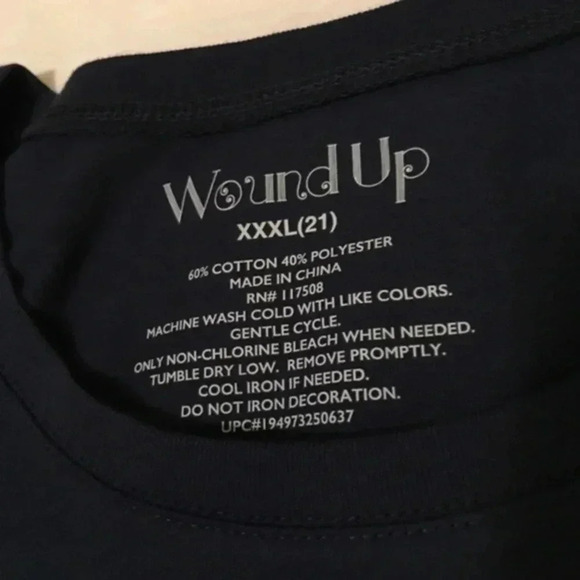 Wound Up
XXXL(21)
60% COTTON 40% POLYESTER
MADE IN CHINA
RN# 117508
MACHINE WASH COLD WITH LIKE COLORS.
GENTLE CYCLE.
ONLY NON-CHLORINE BLEACH WHEN NEEDED.
TUMBLE DRY LOW. REMOVE PROMPTLY.
COOL IRON IF NEEDED.
DO NOT IRON DECORATION.
UPC#194973250637